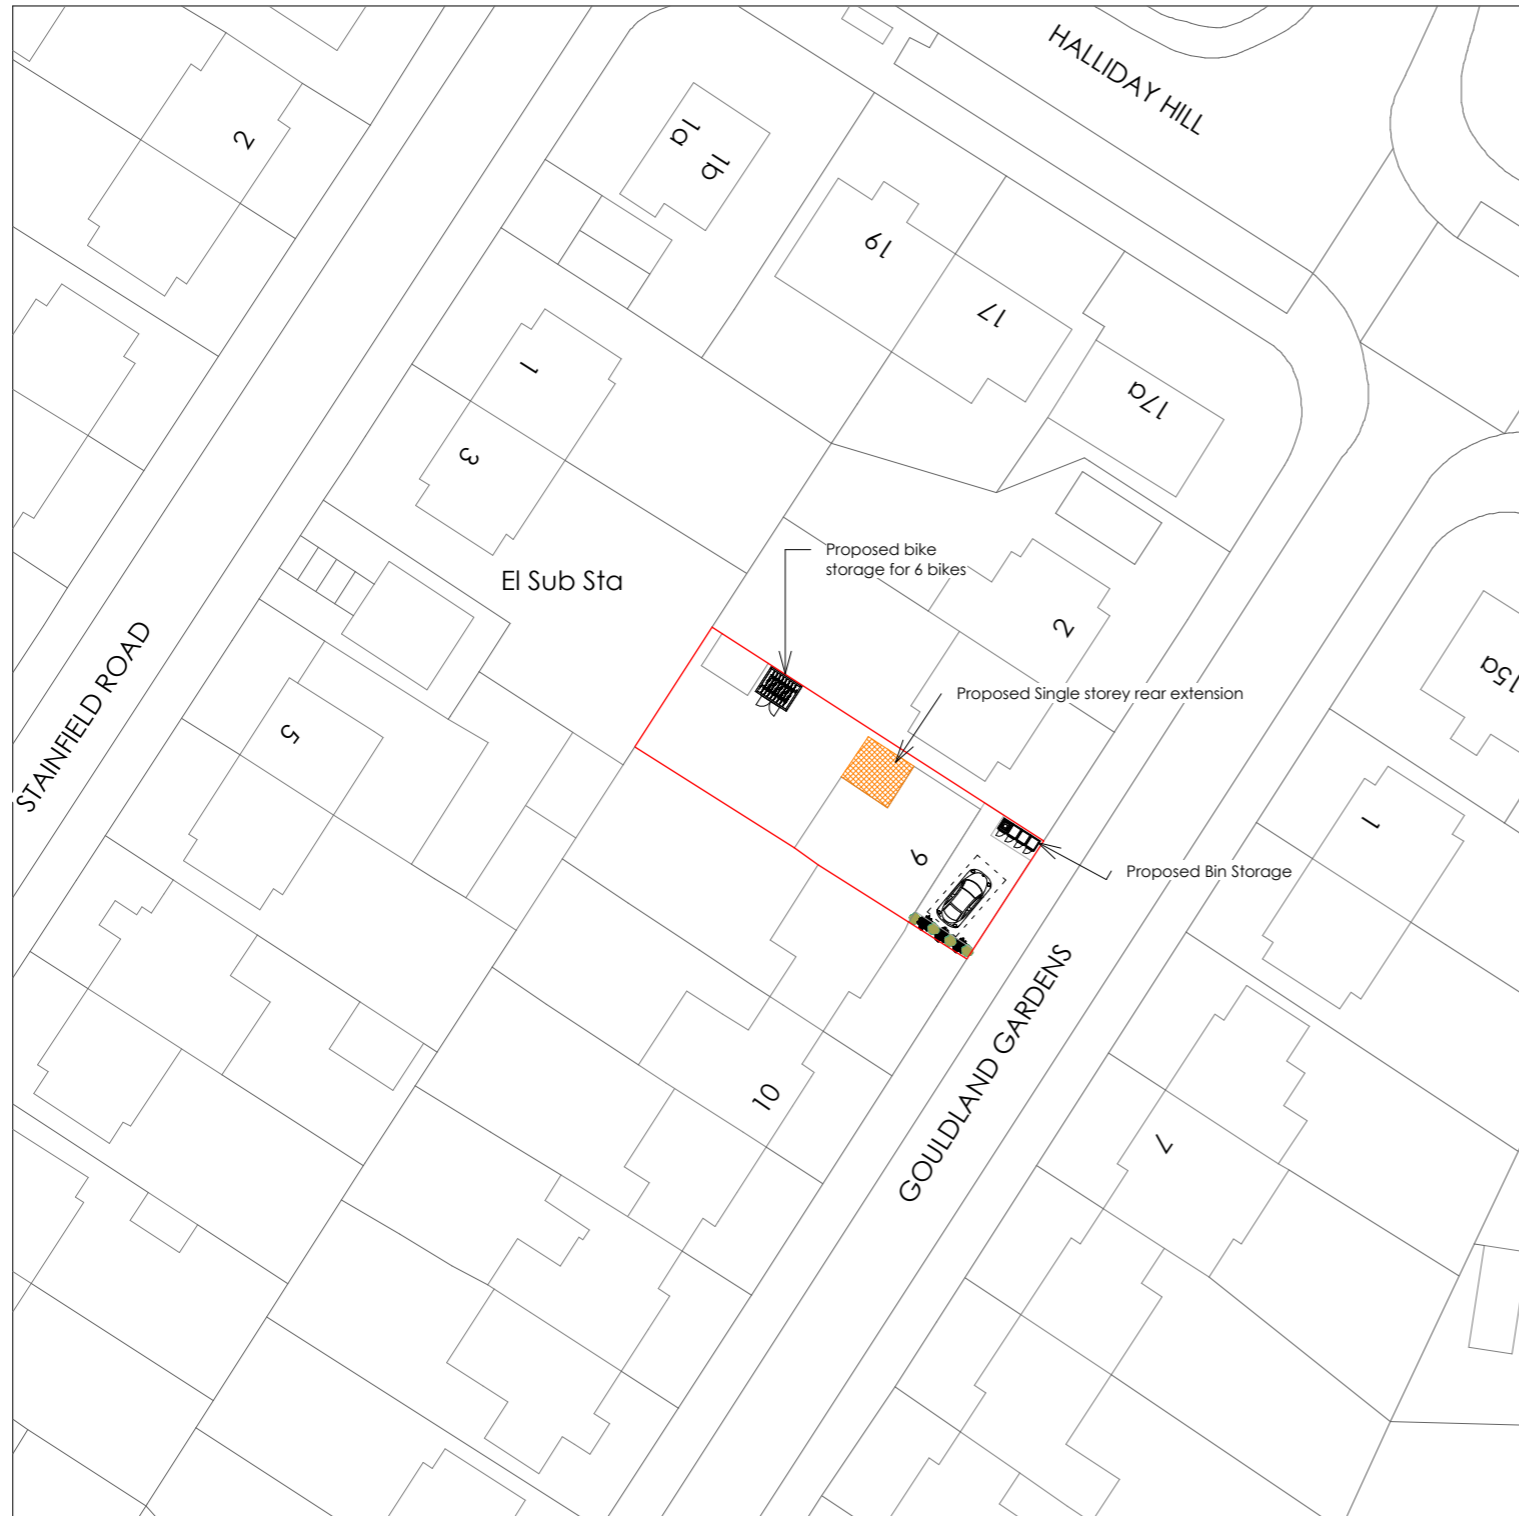 HALLIDAY HILL
2
1a
1b
19
17
17a
1
3
El Sub Sta
Proposed bike
storage for 6 bikes
2
STAINFIELD ROAD
5
Proposed Single storey rear extension
15a
1
6
Proposed Bin Storage
GOULDLAND GARDENS
10
7